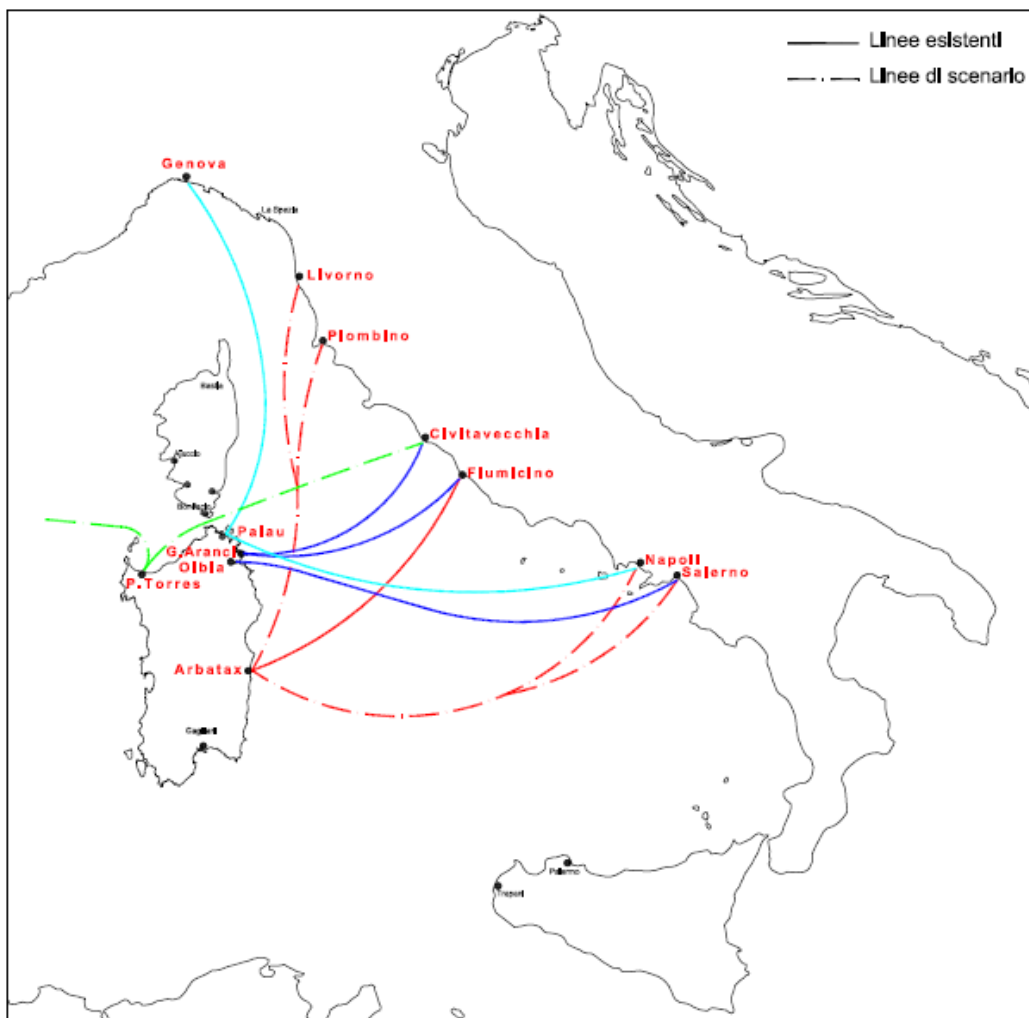 Linee esistenti
Linee di scenario
Genova
La Spezia
Livorno
Piombino
Bastia
Civitavecchia
Ajaccio
Fiumicino
Bonifacio
Palau
G.Aranci
Olbia
Napoli
Salerno
P.Torres
Arbatax
Cagliari
Palermo
Trapani